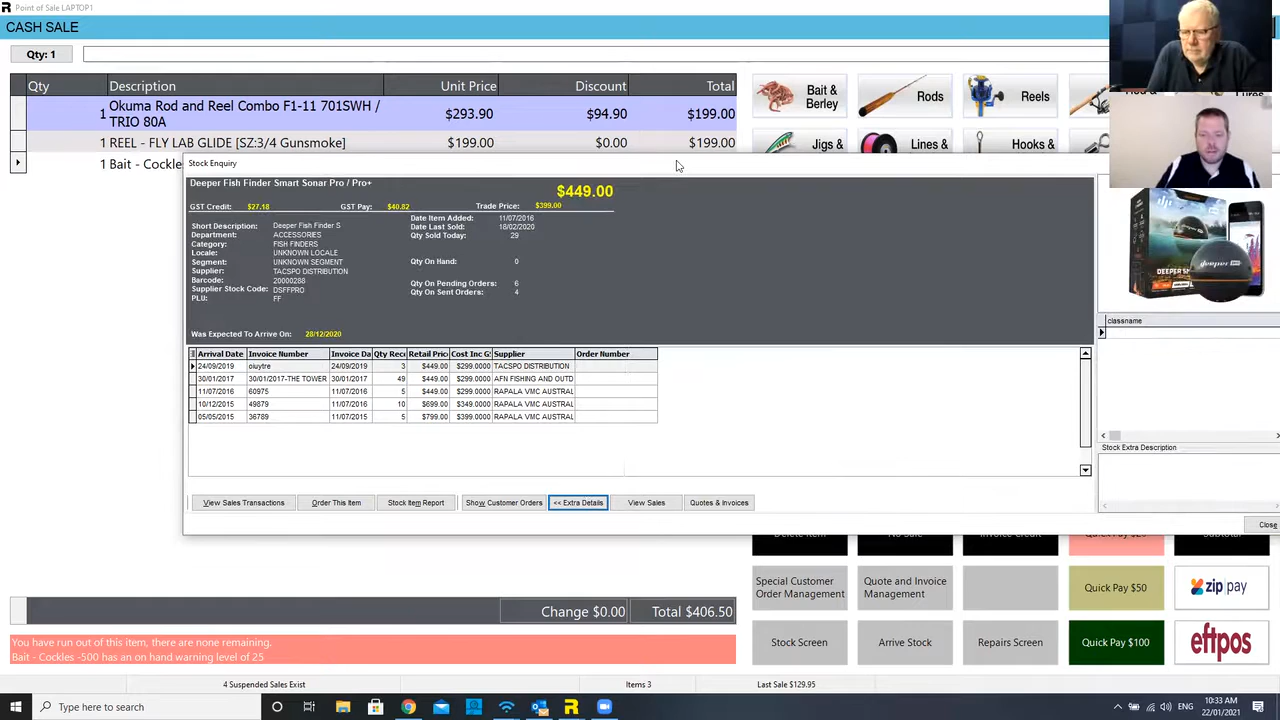 Point of Sale LAPTOP1
CASH SALE
Qty: 1
Qty Description Unit Price Discount Total
1 Okuma Rod and Reel Combo F1-11 701SWH / TRIO 80A $293.90 $94.90 $199.00
1 REEL - FLY LAB GLIDE [SZ:3/4 Gunsmoke] $199.00 $0.00 $199.00
1 Bait - Cockles
Bait & Berley
Rods
Reels
Jigs &
Lines &
Hooks &
Stock Enquiry
Deeper Fish Finder Smart Sonar Pro / Pro+
$449.00
GST Credit: $27.18 GST Pay: $40.82 Trade Price: $399.00
Short Description: Deeper Fish Finder S
Department: ACCESSORIES
Category: FISH FINDERS
Locale: UNKNOWN LOCALE
Segment: UNKNOWN SEGMENT
Supplier: TACSPO DISTRIBUTION
Barcode: 20000288
Supplier Stock Code: DSFFPRO
PLU: FF
Date Item Added: 11/07/2016
Date Last Sold: 18/02/2020
Qty Sold Today: 29
Qty On Hand: 0
Qty On Pending Orders: 6
Qty On Sent Orders: 4
Was Expected To Arrive On: 28/12/2020
Arrival Date Invoice Number Invoice Da Qty Rec Retail Pric Cost Inc G Supplier Order Number
24/09/2019 oiuytre 24/09/2019 3 $449.00 $299.0000 TACSPO DISTRIBUTION
30/01/2017 30/01/2017-THE TOWER 30/01/2017 49 $449.00 $299.0000 AFN FISHING AND OUTD
11/07/2016 60975 11/07/2016 5 $449.00 $299.0000 RAPALA VMC AUSTRAL
10/12/2015 49879 11/07/2016 10 $699.00 $349.0000 RAPALA VMC AUSTRAL
05/05/2015 36789 11/07/2015 5 $799.00 $399.0000 RAPALA VMC AUSTRAL
View Sales Transactions
Order This Item
Stock Item Report
Show Customer Orders
<< Extra Details
View Sales
Quotes & Invoices
deeper
classname
Stock Extra Description
Close
Delete Item
No Sale
Invoice Credit
Quick Pay $20
Subtotal
Special Customer Order Management
Quote and Invoice Management
Quick Pay $50
zip pay
Stock Screen
Arrive Stock
Repairs Screen
Quick Pay $100
eftpos
Change $0.00 Total $406.50
You have run out of this item, there are none remaining.
Bait - Cockles -500 has an on hand warning level of 25
4 Suspended Sales Exist
Items 3
Last Sale $129.95
Type here to search
ENG
10:33 AM
22/01/2021